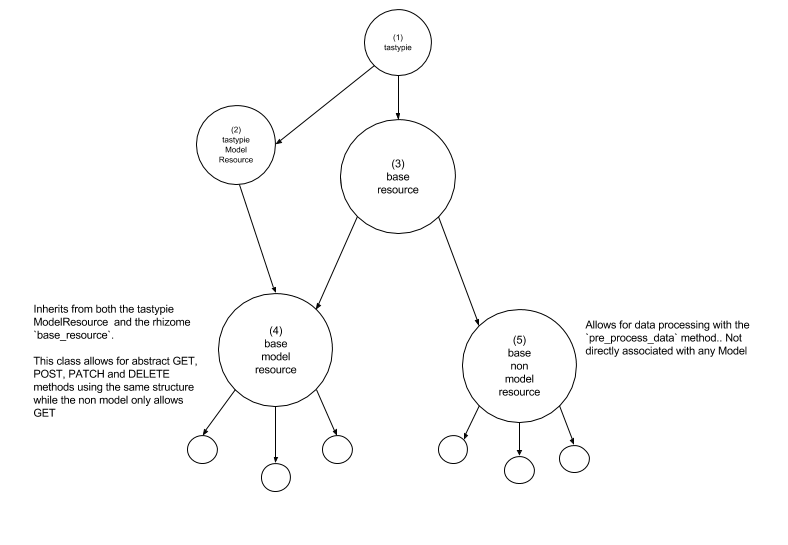 (1)
tastypie
(2)
tastypie
Model
Resource
(3)
base
resource
Inherits from both the tastypie
ModelResource and the rhizome
`base_resource`.
This class allows for abstract GET,
POST, PATCH and DELETE
methods using the same structure
while the non model only allows
GET
(4)
base
model
resource
(5)
base
non
model
resource
Allows for data processing with the
`pre_process_data` method.. Not
directly associated with any Model